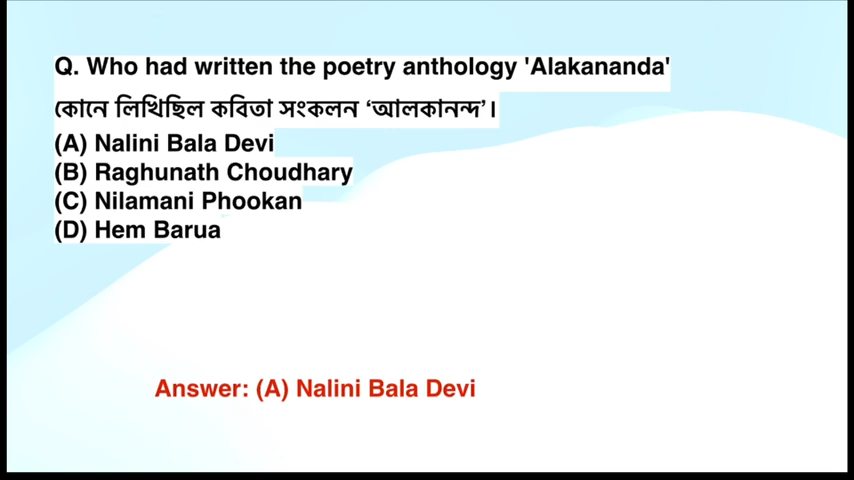 Q. Who had written the poetry anthology 'Alakananda'
কোনে লিখিছিল কবিতা সংকলন ‘আলকানন্দ’।
(A) Nalini Bala Devi
(B) Raghunath Choudhary
(C) Nilamani Phookan
(D) Hem Barua
Answer: (A) Nalini Bala Devi